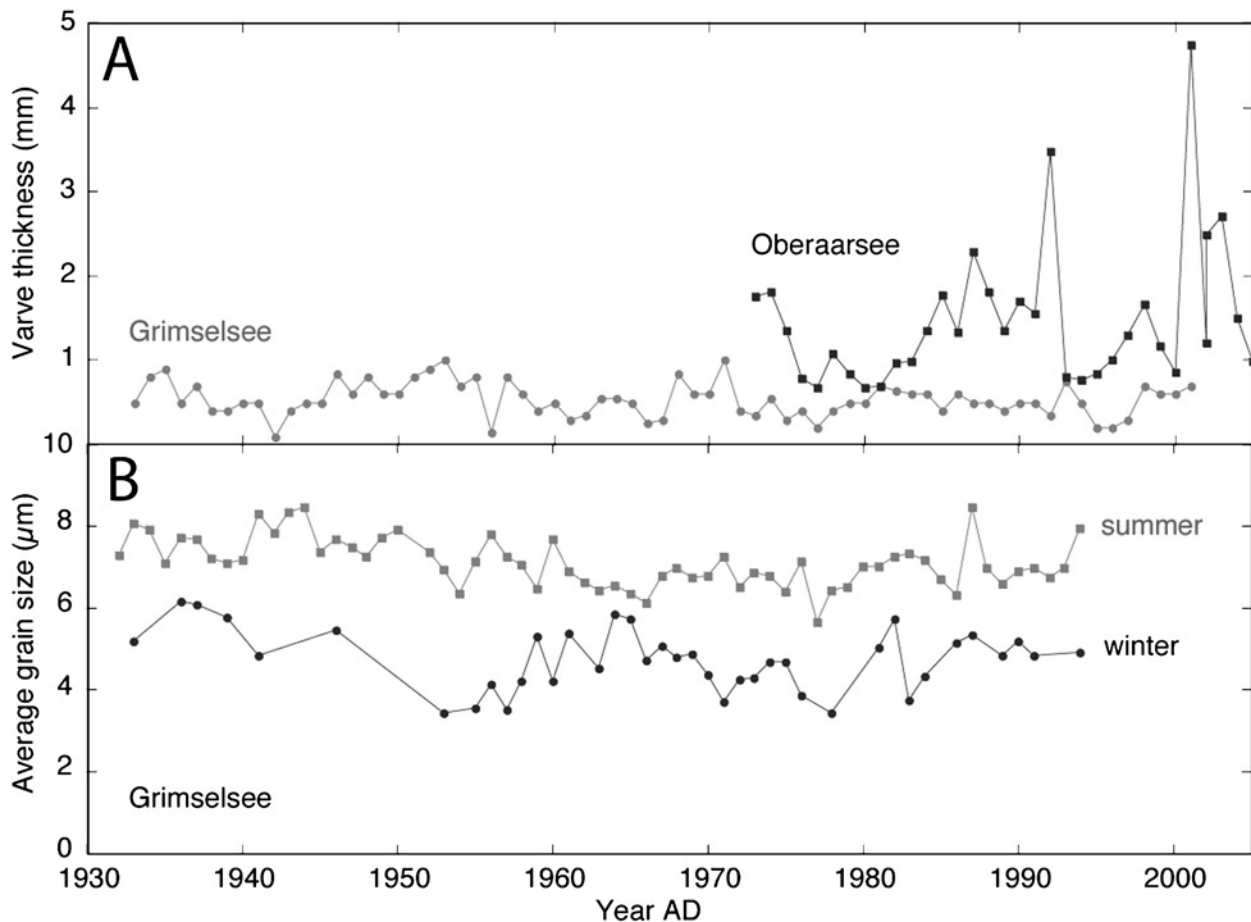 A
5
4
3
2
1
Varve thickness (mm)
Oberaarsee
Grimselsee
B
10
8
6
4
2
0
Average grain size (µm)
summer
winter
Grimselsee
1930 1940 1950 1960 1970 1980 1990 2000
Year AD